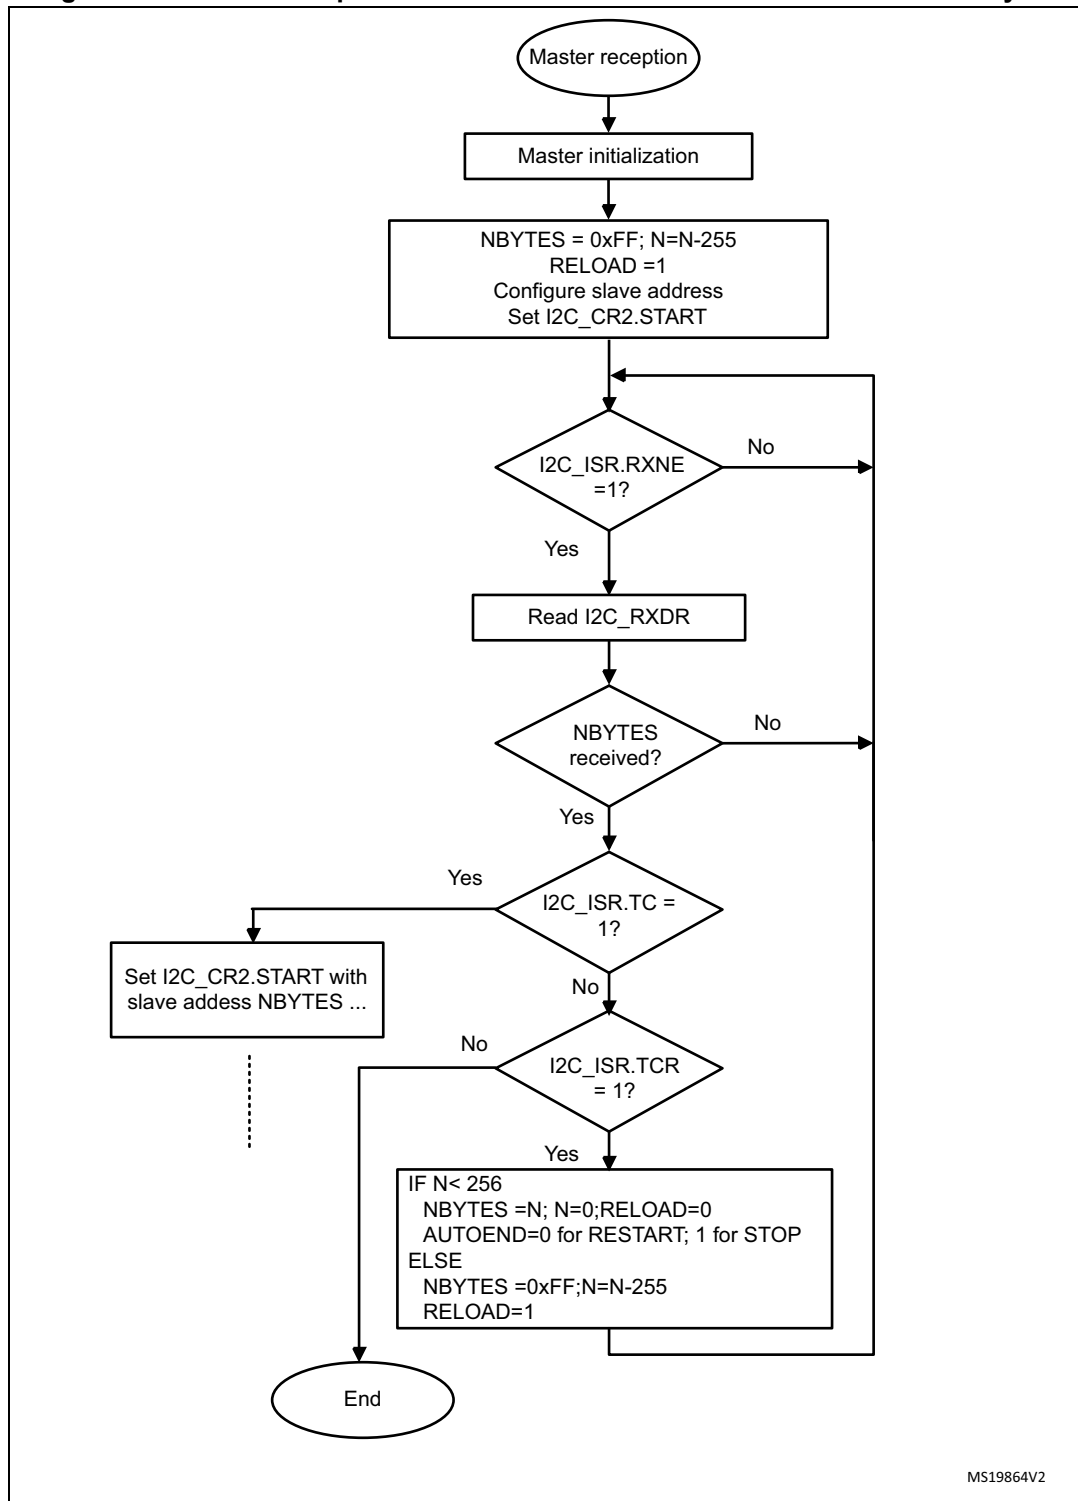 Master reception
Master initialization
NBYTES = 0xFF; N=N-255
RELOAD =1
Configure slave address
Set I2C_CR2.START
I2C_ISR.RXNE
=1?
No
Yes
Read I2C_RXDR
NBYTES
received?
No
Yes
I2C_ISR.TC =
1?
Yes
No
Set I2C_CR2.START with
slave addess NBYTES ...
I2C_ISR.TCR
= 1?
No
Yes
IF N< 256
NBYTES =N; N=0;RELOAD=0
AUTOEND=0 for RESTART; 1 for STOP
ELSE
NBYTES =0xFF;N=N-255
RELOAD=1
End
MS19864V2